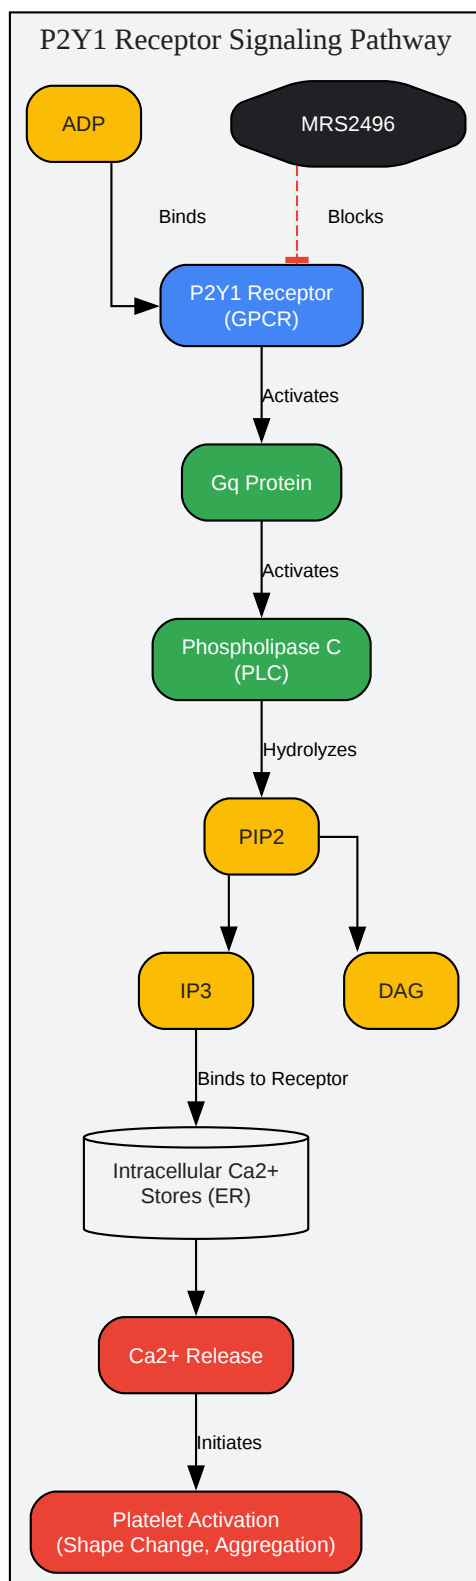 P2Y1 Receptor Signaling Pathway
ADP
MRS2496
Binds
Blocks
P2Y1 Receptor
(GPCR)
Activates
Gq Protein
Activates
Phospholipase C
(PLC)
Hydrolyzes
PIP2
IP3
DAG
Binds to Receptor
Intracellular Ca2+
Stores (ER)
Ca2+ Release
Initiates
Platelet Activation
(Shape Change, Aggregation)